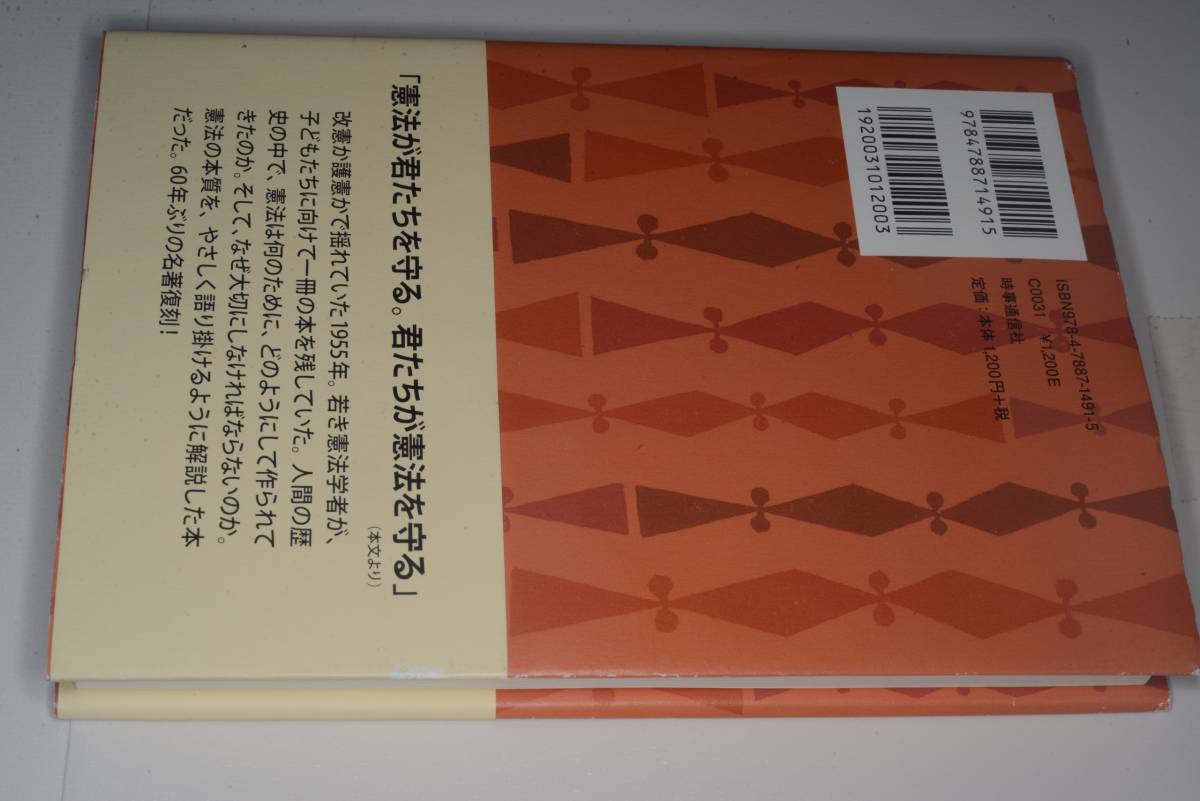 9784788714915
1920031012003
ISBN978-4-7887-1491-5
C0031 ¥1,200E
時事通信社
定価:本体1,200円+税
「憲法が君たちを守る。君たちが憲法を守る」
(本文より)
改憲か護憲かで揺れていた1955年。若き憲法学者が、
子どもたちに向けて一冊の本を残していた。人間の歴
史の中で、憲法は何のために、どのようにして作られて
きたのか。そして、なぜ大切にしなければならないのか。
憲法の本質を、やさしく語り掛けるように解説した本
だった。60年ぶりの名著復刻!